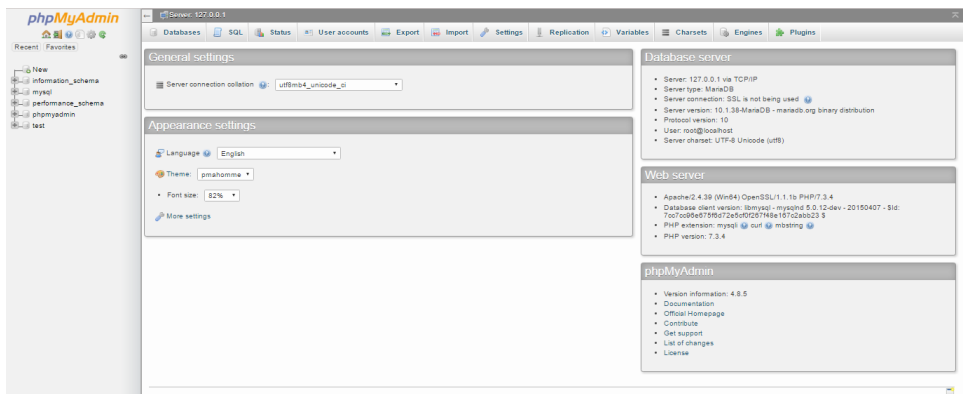 phpMyAdmin
Recent Favorites
New
information_schema
mysql
performance_schema
phpmyadmin
test
Server: 127.0.0.1
Databases SQL Status User accounts Export Import Settings Replication Variables Charsets Engines Plugins
General settings
Server connection collation: utf8mb4_unicode_ci
Appearance settings
Language English
Theme: pmahomme
• Font size: 82%
More settings
Database server
• Server: 127.0.0.1 via TCP/IP
• Server type: MariaDB
• Server connection: SSL is not being used
• Server version: 10.1.38-MariaDB - mariadb.org binary distribution
• Protocol version: 10
• User: root@localhost
• Server charset: UTF-8 Unicode (utf8)
Web server
• Apache/2.4.39 (Win64) OpenSSL/1.1.1b PHP/7.3.4
• Database client version: libmysql - mysqlnd 5.0.12-dev - 20150407 - $Id:
7cc7cc96e675f6d72e5cf0f267f48e167c2abb23 $
• PHP extension: mysqli curl mbstring
• PHP version: 7.3.4
phpMyAdmin
• Version information: 4.8.5
• Documentation
• Official Homepage
• Contribute
• Get support
• List of changes
• License